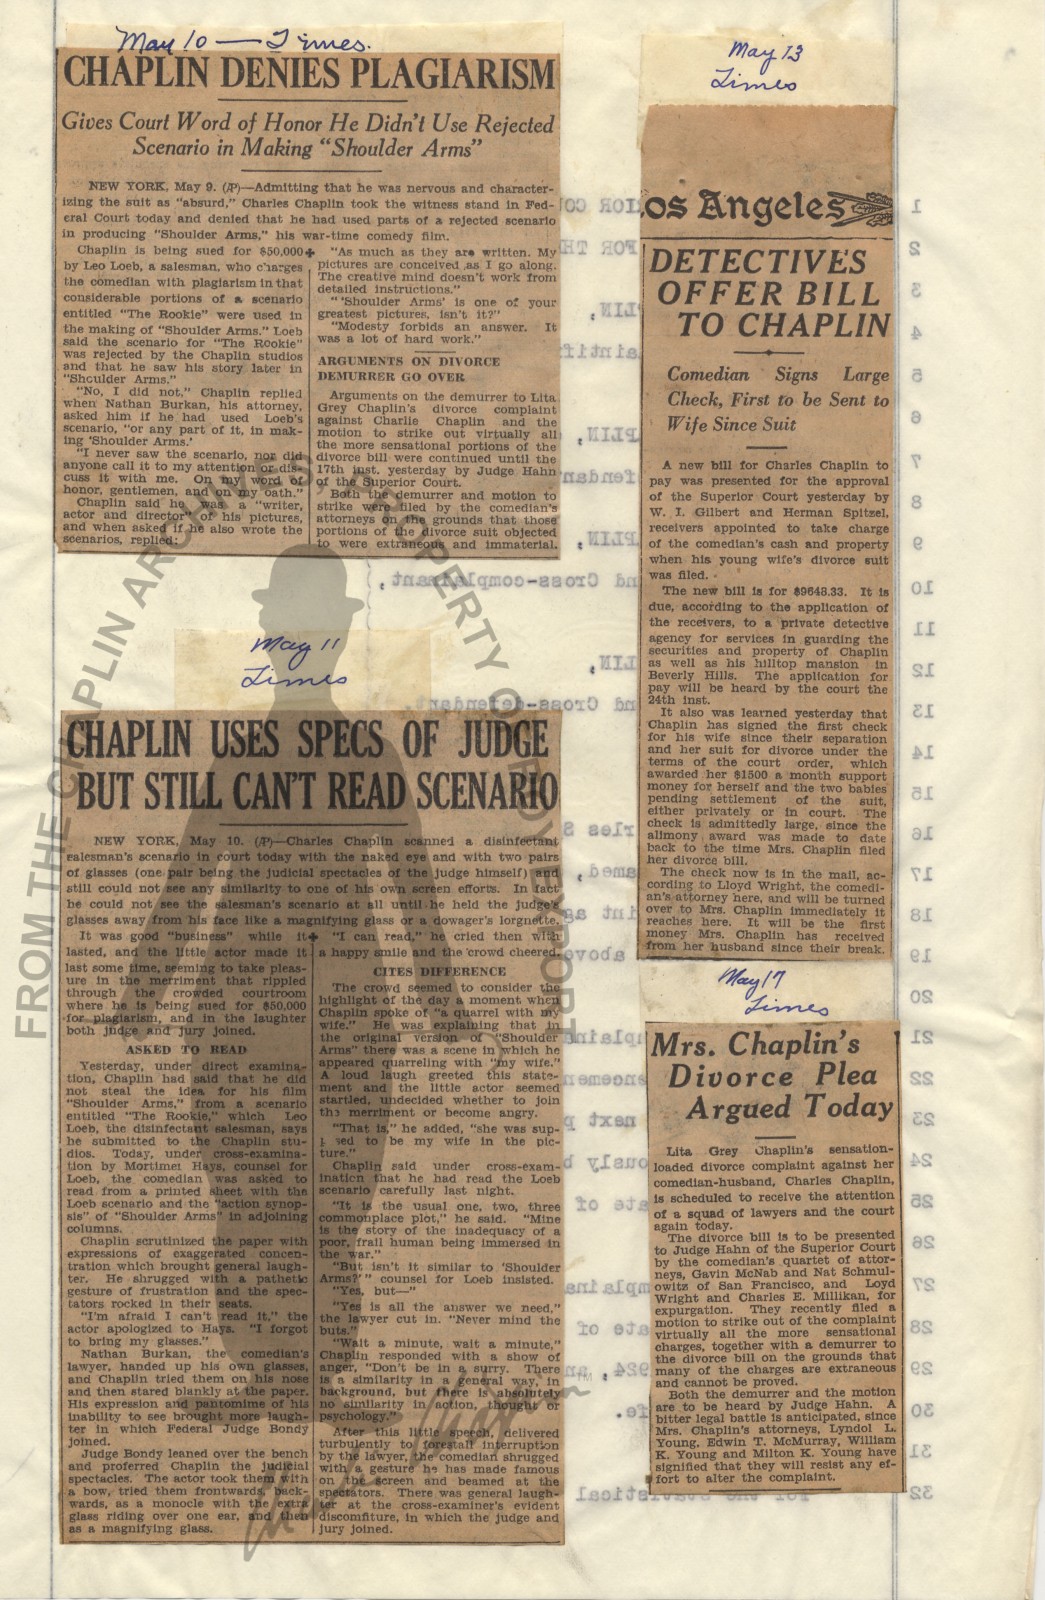 May 10 — Times.
CHAPLIN DENIES PLAGIARISM
Gives Court Word of Honor He Didn't Use Rejected
Scenario in Making "Shoulder Arms"
NEW YORK, May 9. (AP)—Admitting that he was nervous and character-
izing the suit as "absurd," Charles Chaplin took the witness stand in Fed-
eral Court today and denied that he had used parts of a rejected scenario
in producing "Shoulder Arms," his war-time comedy film.
Chaplin is being sued for $50,000
by Leo Loeb, a salesman, who charges
the comedian with plagiarism in that
considerable portions of a scenario
entitled "The Rookie" were used in
the making of "Shoulder Arms." Loeb
said the scenario for "The Rookie"
was rejected by the Chaplin studios
and that he saw his story later in
"Shoulder Arms."
"No, I did not," Chaplin replied
when Nathan Burkan, his attorney,
asked him if he had used Loeb's
scenario, "or any part of it, in mak-
ing 'Shoulder Arms.'
"I never saw the scenario, nor did
anyone call it to my attention or dis-
cuss it with me. On my word of
honor, gentlemen, and on my oath."
Chaplin said he was a "writer,
actor and director" of his pictures,
and when asked if he also wrote the
scenarios, replied:
"As much as they are written. My
pictures are conceived as I go along.
The creative mind doesn't work from
detailed instructions."
"'Shoulder Arms' is one of your
greatest pictures, isn't it?"
"Modesty forbids an answer. It
was a lot of hard work."
ARGUMENTS ON DIVORCE
DEMURRER GO OVER
Arguments on the demurrer to Lita
Grey Chaplin's divorce complaint
against Charlie Chaplin and the
motion to strike out virtually all
the more sensational portions of the
divorce bill were continued until the
17th inst. yesterday by Judge Hahn
of the Superior Court.
Both the demurrer and motion to
strike were filed by the comedian's
attorneys on the grounds that those
portions of the divorce suit objected
to were extraneous and immaterial.
May 11
Times
CHAPLIN USES SPECS OF JUDGE
BUT STILL CAN'T READ SCENARIO
NEW YORK, May 10. (AP)—Charles Chaplin scanned a disinfectant
salesman's scenario in court today with the naked eye and with two pairs
of glasses (one pair being the judicial spectacles of the judge himself) and
still could not see any similarity to one of his own screen efforts. In fact
he could not see the salesman's scenario at all until he held the judge's
glasses away from his face like a magnifying glass or a dowager's lorgnette.
It was good "business" while it
lasted, and the little actor made it
last some time, seeming to take pleas-
ure in the merriment that rippled
through the crowded courtroom
where he is being sued for $50,000
for plagiarism, and in the laughter
both judge and jury joined.
ASKED TO READ
Yesterday, under direct examina-
tion, Chaplin had said that he did
not steal the idea for his film
"Shoulder Arms," from a scenario
entitled "The Rookie," which Leo
Loeb, the disinfectant salesman, says
he submitted to the Chaplin stu-
dios. Today, under cross-examina-
tion by Mortimer Hays, counsel for
Loeb, the comedian was asked to
read from a printed sheet with the
Loeb scenario and the "action synop-
sis" of "Shoulder Arms" in adjoining
columns.
Chaplin scrutinized the paper with
expressions of exaggerated concen-
tration which brought general laugh-
ter. He shrugged with a pathetic
gesture of frustration and the spec-
tators rocked in their seats.
"I'm afraid I can't read it," the
actor apologized to Hays. "I forgot
to bring my glasses."
Nathan Burkan, the comedian's
lawyer, handed up his own glasses,
and Chaplin tried them on his nose
and then stared blankly at the paper.
His expression and pantomime of his
inability to see brought more laugh-
ter in which Federal Judge Bondy
joined.
Judge Bondy leaned over the bench
and proferred Chaplin the judicial
spectacles. The actor took them with
a bow, tried them frontwards, back-
wards, as a monocle with the extra
glass riding over one ear, and then
as a magnifying glass.
"I can read," he cried then with
a happy smile and the crowd cheered.
CITES DIFFERENCE
The crowd seemed to consider the
highlight of the day a moment when
Chaplin spoke of "a quarrel with my
wife." He was explaining that in
the original version of "Shoulder
Arms" there was a scene in which he
appeared quarreling with "my wife."
A loud laugh greeted this state-
ment and the little actor seemed
startled, undecided whether to join
the merriment or become angry.
"That is," he added, "she was sup-
posed to be my wife in the pic-
ture."
Chaplin said under cross-exam-
ination that he had read the Loeb
scenario carefully last night.
"It is the usual one, two, three
commonplace plot," he said. "Mine
is the story of the inadequacy of a
poor, frail human being immersed in
the war."
"But isn't it similar to 'Shoulder
Arms?'" counsel for Loeb insisted.
"Yes, but—"
"Yes is all the answer we need,"
the lawyer cut in. "Never mind the
buts."
"Wait a minute, wait a minute,"
Chaplin responded with a show of
anger, "Don't be in a surry. There
is a similarity in a general way, in
background, but there is absolutely
no similarity in action, thought or
psychology."
After this little speech, delivered
turbulently to forestall interruption
by the lawyer, the comedian shrugged
with a gesture he has made famous
on the screen and beamed at the
spectators. There was general laugh-
ter at the cross-examiner's evident
discomfiture, in which the judge and
jury joined.
May 13
Times
Los Angeles
DETECTIVES
OFFER BILL
TO CHAPLIN
Comedian Signs Large
Check, First to be Sent to
Wife Since Suit
A new bill for Charles Chaplin to
pay was presented for the approval
of the Superior Court yesterday by
W. I. Gilbert and Herman Spitzel,
receivers appointed to take charge
of the comedian's cash and property
when his young wife's divorce suit
was filed.
The new bill is for $9643.33. It is
due, according to the application of
the receivers, to a private detective
agency for services in guarding the
securities and property of Chaplin
as well as his hilltop mansion in
Beverly Hills. The application for
pay will be heard by the court the
24th inst.
It also was learned yesterday that
Chaplin has signed the first check
for his wife since their separation
and her suit for divorce under the
terms of the court order, which
awarded her $1500 a month support
money for herself and the two babies
pending settlement of the suit,
either privately or in court. The
check is admittedly large, since the
alimony award was made to date
back to the time Mrs. Chaplin filed
her divorce bill.
The check now is in the mail, ac-
cording to Lloyd Wright, the comedi-
an's attorney here, and will be turned
over to Mrs. Chaplin immediately it
reaches here. It will be the first
money Mrs. Chaplin has received
from her husband since their break.
May 17
Times
Mrs. Chaplin's
Divorce Plea
Argued Today
Lita Grey Chaplin's sensation-
loaded divorce complaint against her
comedian-husband, Charles Chaplin,
is scheduled to receive the attention
of a squad of lawyers and the court
again today.
The divorce bill is to be presented
to Judge Hahn of the Superior Court
by the comedian's quartet of attor-
neys, Gavin McNab and Nat Schmul-
owitz of San Francisco, and Loyd
Wright and Charles E. Millikan, for
expurgation. They recently filed a
motion to strike out of the complaint
virtually all the more sensational
charges, together with a demurrer to
the divorce bill on the grounds that
many of the charges are extraneous
and cannot be proved.
Both the demurrer and the motion
are to be heard by Judge Hahn. A
bitter legal battle is anticipated, since
Mrs. Chaplin's attorneys, Lyndol L.
Young, Edwin T. McMurray, William
K. Young and Milton K. Young have
signified that they will resist any ef-
fort to alter the complaint.
1
2
3
4
5
6
7
8
9
10
11
12
13
14
15
16
17
18
19
20
21
22
23
24
25
26
27
28
29
30
31
32
FROM THE CHAPLIN ARCHIVES, PROPERTY OF ROY EXPORT
Charlie Chaplin TM